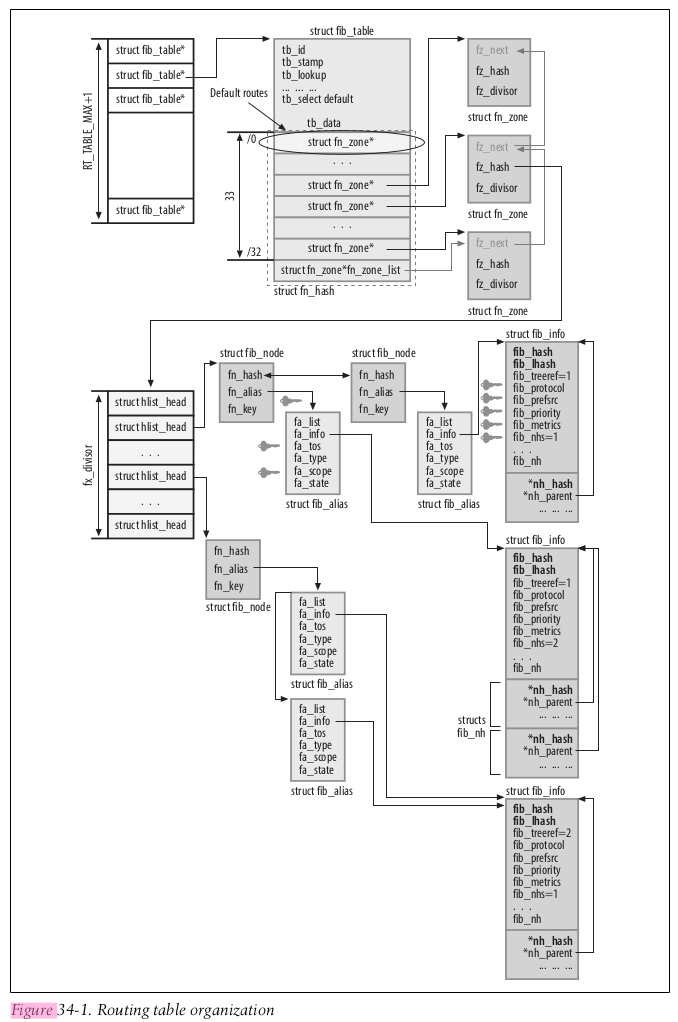 struct fib_table
struct fib_table*
struct fib_table*
struct fib_table*
struct fib_table*
RT_TABLE_MAX+1
tb_id
tb_stamp
tb_lookup
... ... ...
tb_select default
Default routes
tb_data
/0
struct fn_zone*
. . .
struct fn_zone*
struct fn_zone*
. . .
struct fn_zone*
33
/32
struct fn_zone*fn_zone_list
struct fn_hash
fz_next
fz_hash
fz_divisor
struct fn_zone
fz_next
fz_hash
fz_divisor
struct fn_zone
fz_next
fz_hash
fz_divisor
struct fn_zone
struct hlist_head
struct hlist_head
. . .
struct hlist_head
. . .
struct hlist_head
fx_divisor
struct fib_node
fn_hash
fn_alias
fn_key
struct fib_node
fn_hash
fn_alias
fn_key
fa_list
fa_info
fa_tos
fa_type
fa_scope
fa_state
struct fib_alias
fa_list
fa_info
fa_tos
fa_type
fa_scope
fa_state
struct fib_alias
struct fib_info
fib_hash
fib_lhash
fib_treeref=1
fib_protocol
fib_prefsrc
fib_priority
fib_metrics
fib_nhs=1
. . .
fib_nh
*nh_hash
*nh_parent
... ... ...
fn_hash
fn_alias
fn_key
struct fib_node
fa_list
fa_info
fa_tos
fa_type
fa_scope
fa_state
struct fib_alias
fa_list
fa_info
fa_tos
fa_type
fa_scope
fa_state
struct fib_alias
struct fib_info
fib_hash
fib_lhash
fib_treeref=1
fib_protocol
fib_prefsrc
fib_priority
fib_metrics
fib_nhs=2
. . .
fib_nh
structs
fib_nh
*nh_hash
*nh_parent
... ... ...
*nh_hash
*nh_parent
... ... ...
struct fib_info
fib_hash
fib_lhash
fib_treeref=2
fib_protocol
fib_prefsrc
fib_priority
fib_metrics
fib_nhs=1
. . .
fib_nh
*nh_hash
*nh_parent
... ... ...
Figure 34-1. Routing table organization